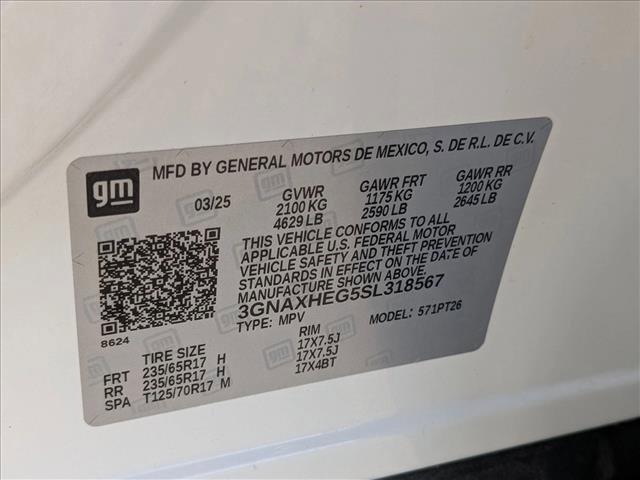 gm
MFD BY GENERAL MOTORS DE MEXICO, S. DE R.L. DE C.V.
03/25 GVWR GAWR FRT GAWR RR
2100 KG 1175 KG 1200 KG
4629 LB 2590 LB 2645 LB
THIS VEHICLE CONFORMS TO ALL
APPLICABLE U.S. FEDERAL MOTOR
VEHICLE SAFETY AND THEFT PREVENTION
STANDARDS IN EFFECT ON THE DATE OF
MANUFACTURE SHOWN ABOVE.
3GNAXHEG5SL318567
TYPE: MPV MODEL: 571PT26
8624
TIRE SIZE RIM
FRT 235/65R17 H 17X7.5J
RR 235/65R17 H 17X7.5J
SPA T125/70R17 M 17X4BT